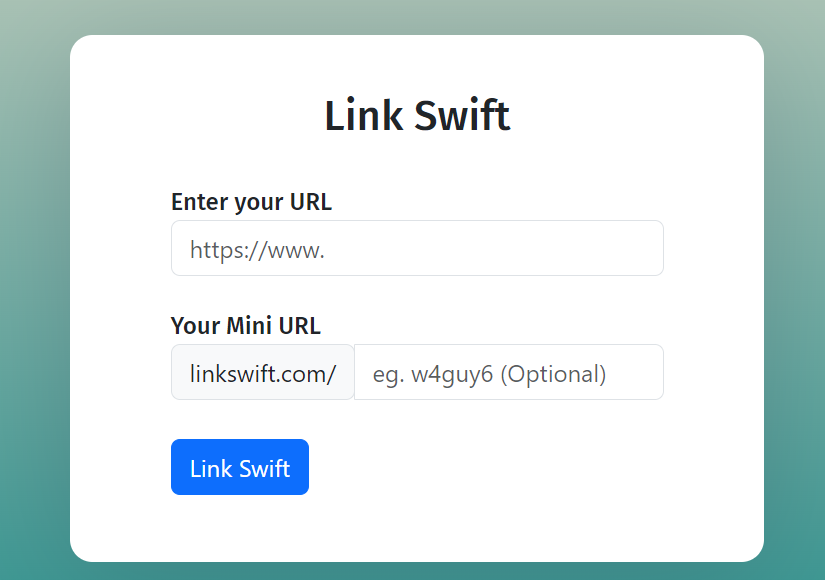 Link Swift
Enter your URL
https://www.
Your Mini URL
linkswift.com/ eg. w4guy6 (Optional)
Link Swift